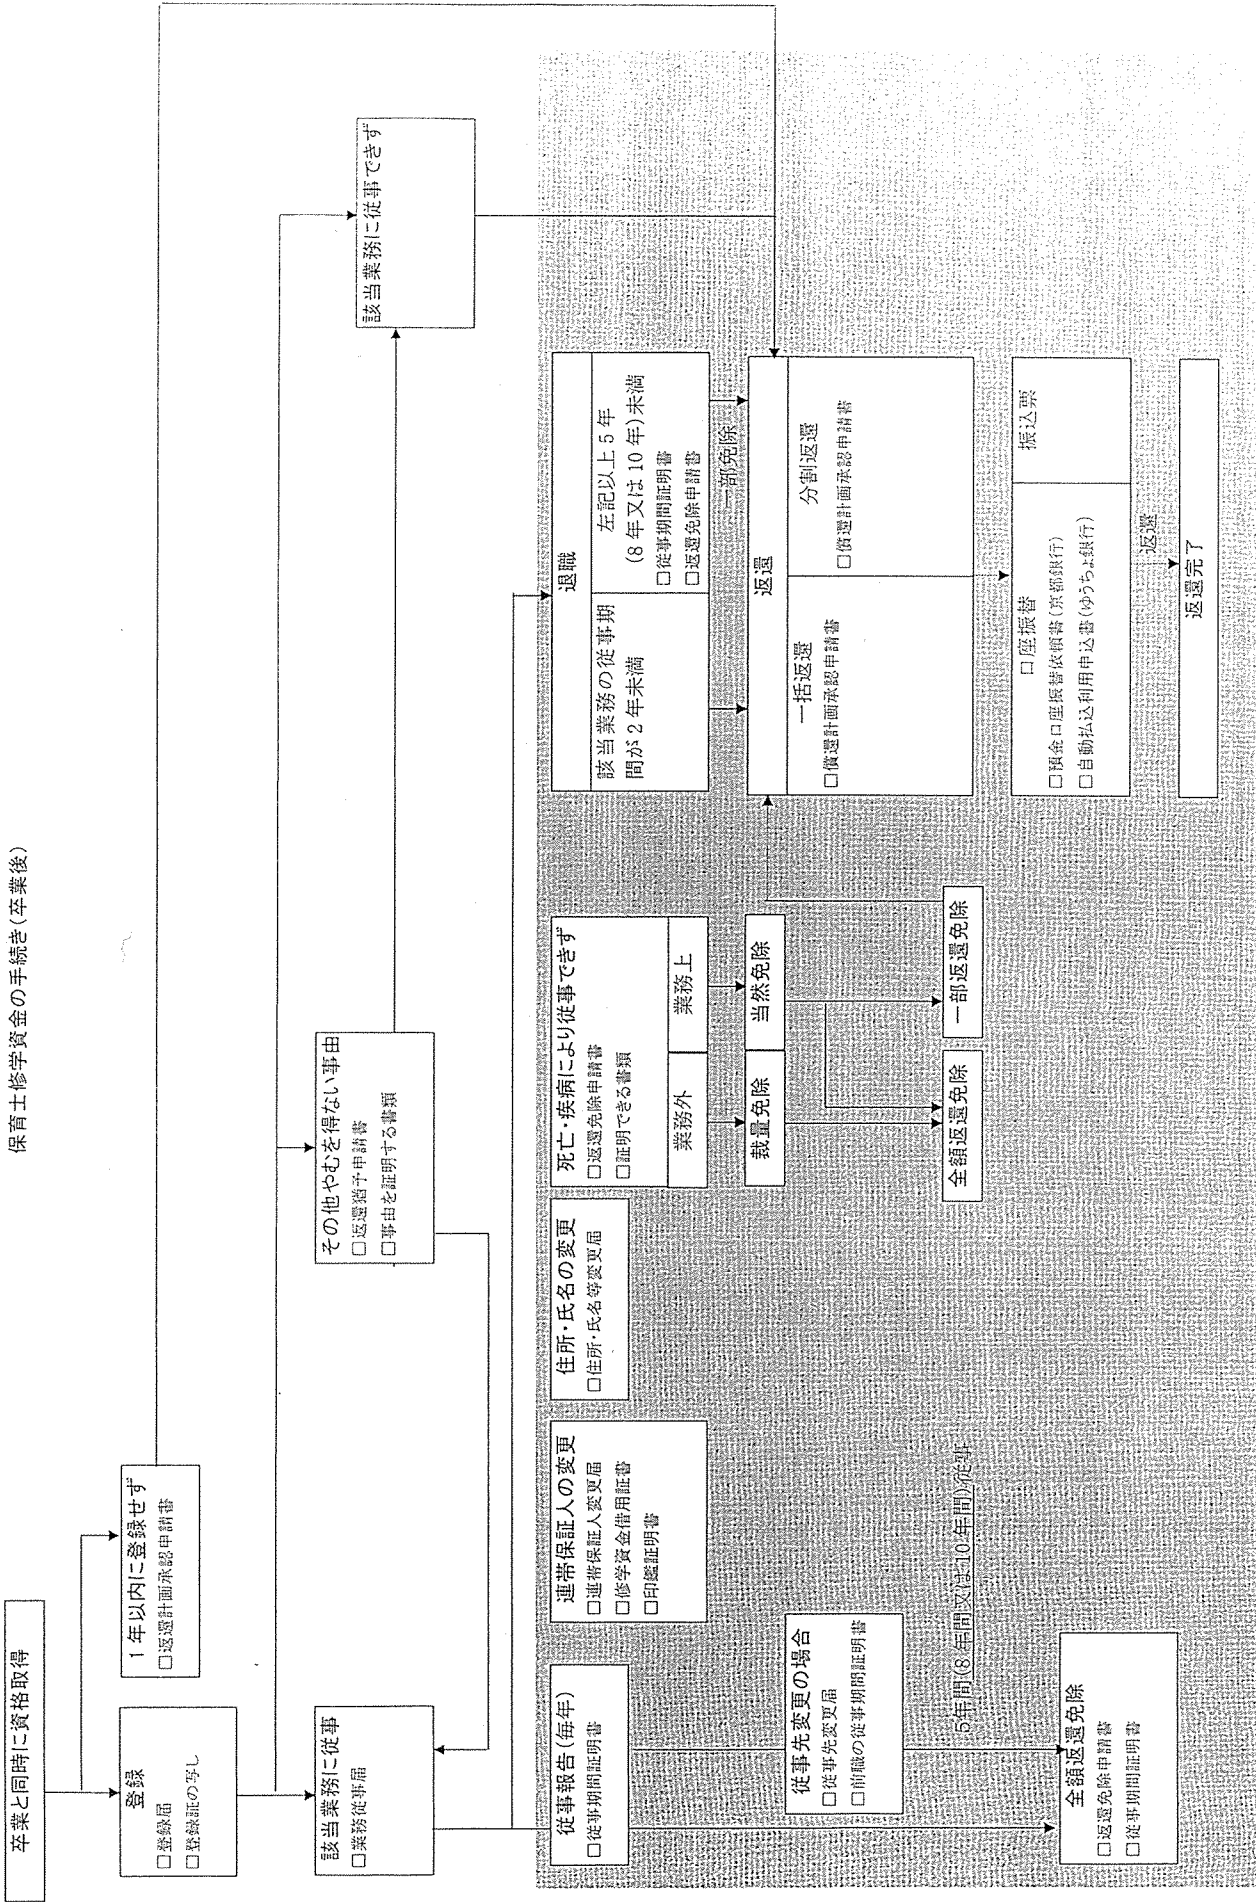 保育士修学資金の手続き(卒業後)
卒業と同時に資格取得
登録
□登録届
□登録証の写し
1年以内に登録せず
□返還計画承認申請書
該当業務に従事
□業務従事届
その他やむを得ない事由
□返還猶予申請書
□事由を証明する書類
該当業務に従事できず
従事報告(毎年)
□従事期間証明書
従事先変更の場合
□従事先変更届
□前職の従事期間証明書
5年間(8年間又は10年間)従事
全額返還免除
□返還免除申請書
□従事期間証明書
連帯保証人の変更
□連帯保証人変更届
□修学資金借用証書
□印鑑証明書
住所・氏名の変更
□住所・氏名等変更届
死亡・疾病により従事できず
□返還免除申請書
□証明できる書類
業務外
業務上
裁量免除
当然免除
全額返還免除
一部返還免除
退職
該当業務の従事期
間が2年未満
左記以上5年
(8年又は10年)未満
□従事期間証明書
□返還免除申請書
一部免除
返還
一括返還
□償還計画承認申請書
分割返還
□償還計画承認申請書
口座振替
□預金口座振替依頼書(京都銀行)
□自動払込利用申込書(ゆうちょ銀行)
振込票
返還
返還完了